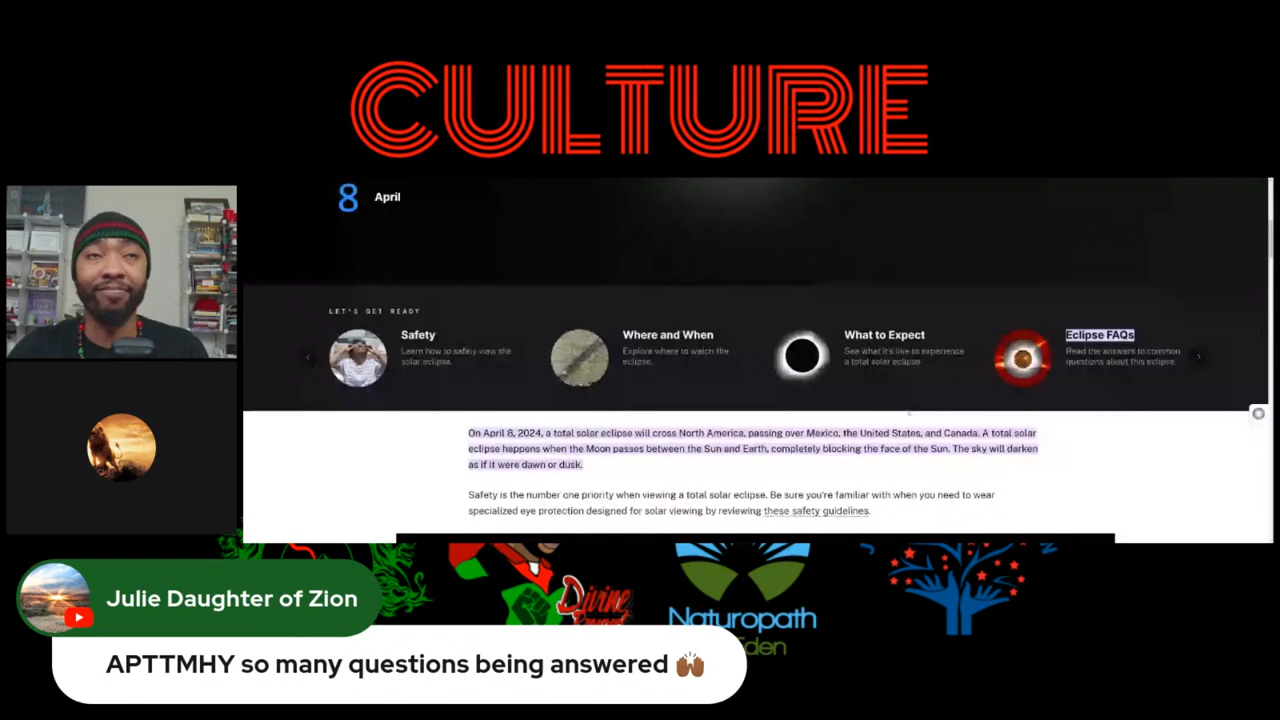 CULTURE
8 April
LET'S GET READY
Safety
Learn how to safely view the
solar eclipse.
Where and When
Explore where to watch the
eclipse.
What to Expect
See what it's like to experience
a total solar eclipse.
Eclipse FAQs
Read the answers to common
questions about this eclipse.
On April 8, 2024, a total solar eclipse will cross North America, passing over Mexico, the United States, and Canada. A total solar
eclipse happens when the Moon passes between the Sun and Earth, completely blocking the face of the Sun. The sky will darken
as if it were dawn or dusk.
Safety is the number one priority when viewing a total solar eclipse. Be sure you're familiar with when you need to wear
specialized eye protection designed for solar viewing by reviewing these safety guidelines.
Divine
Naturopath
Eden
Julie Daughter of Zion
APTTMHY so many questions being answered 🙌🏾